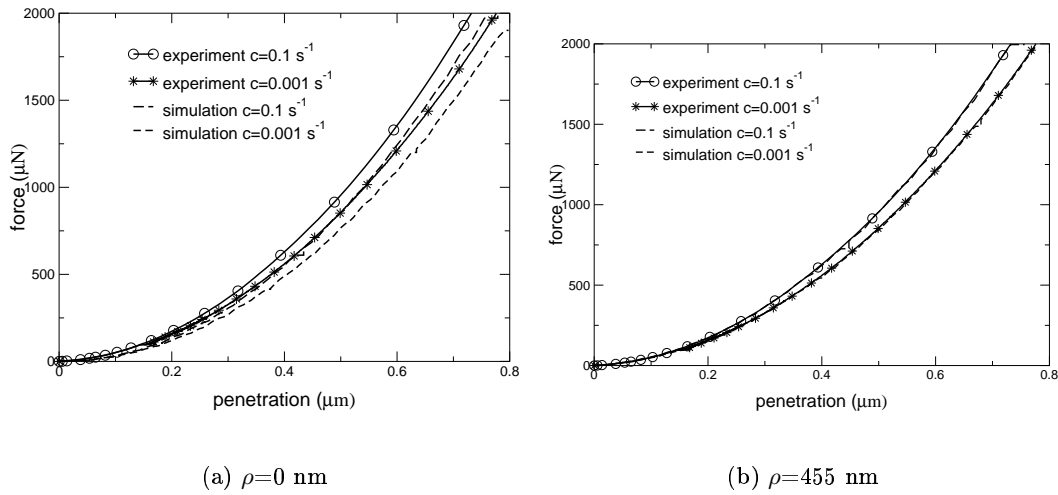 2000
1500
1000
500
0
force (μN)
experiment c=0.1 s⁻¹
experiment c=0.001 s⁻¹
simulation c=0.1 s⁻¹
simulation c=0.001 s⁻¹
0 0.2 0.4 0.6 0.8
penetration (μm)
(a) ρ=0 nm
2000
1500
1000
500
0
force (μN)
experiment c=0.1 s⁻¹
experiment c=0.001 s⁻¹
simulation c=0.1 s⁻¹
simulation c=0.001 s⁻¹
0 0.2 0.4 0.6 0.8
penetration (μm)
(b) ρ=455 nm